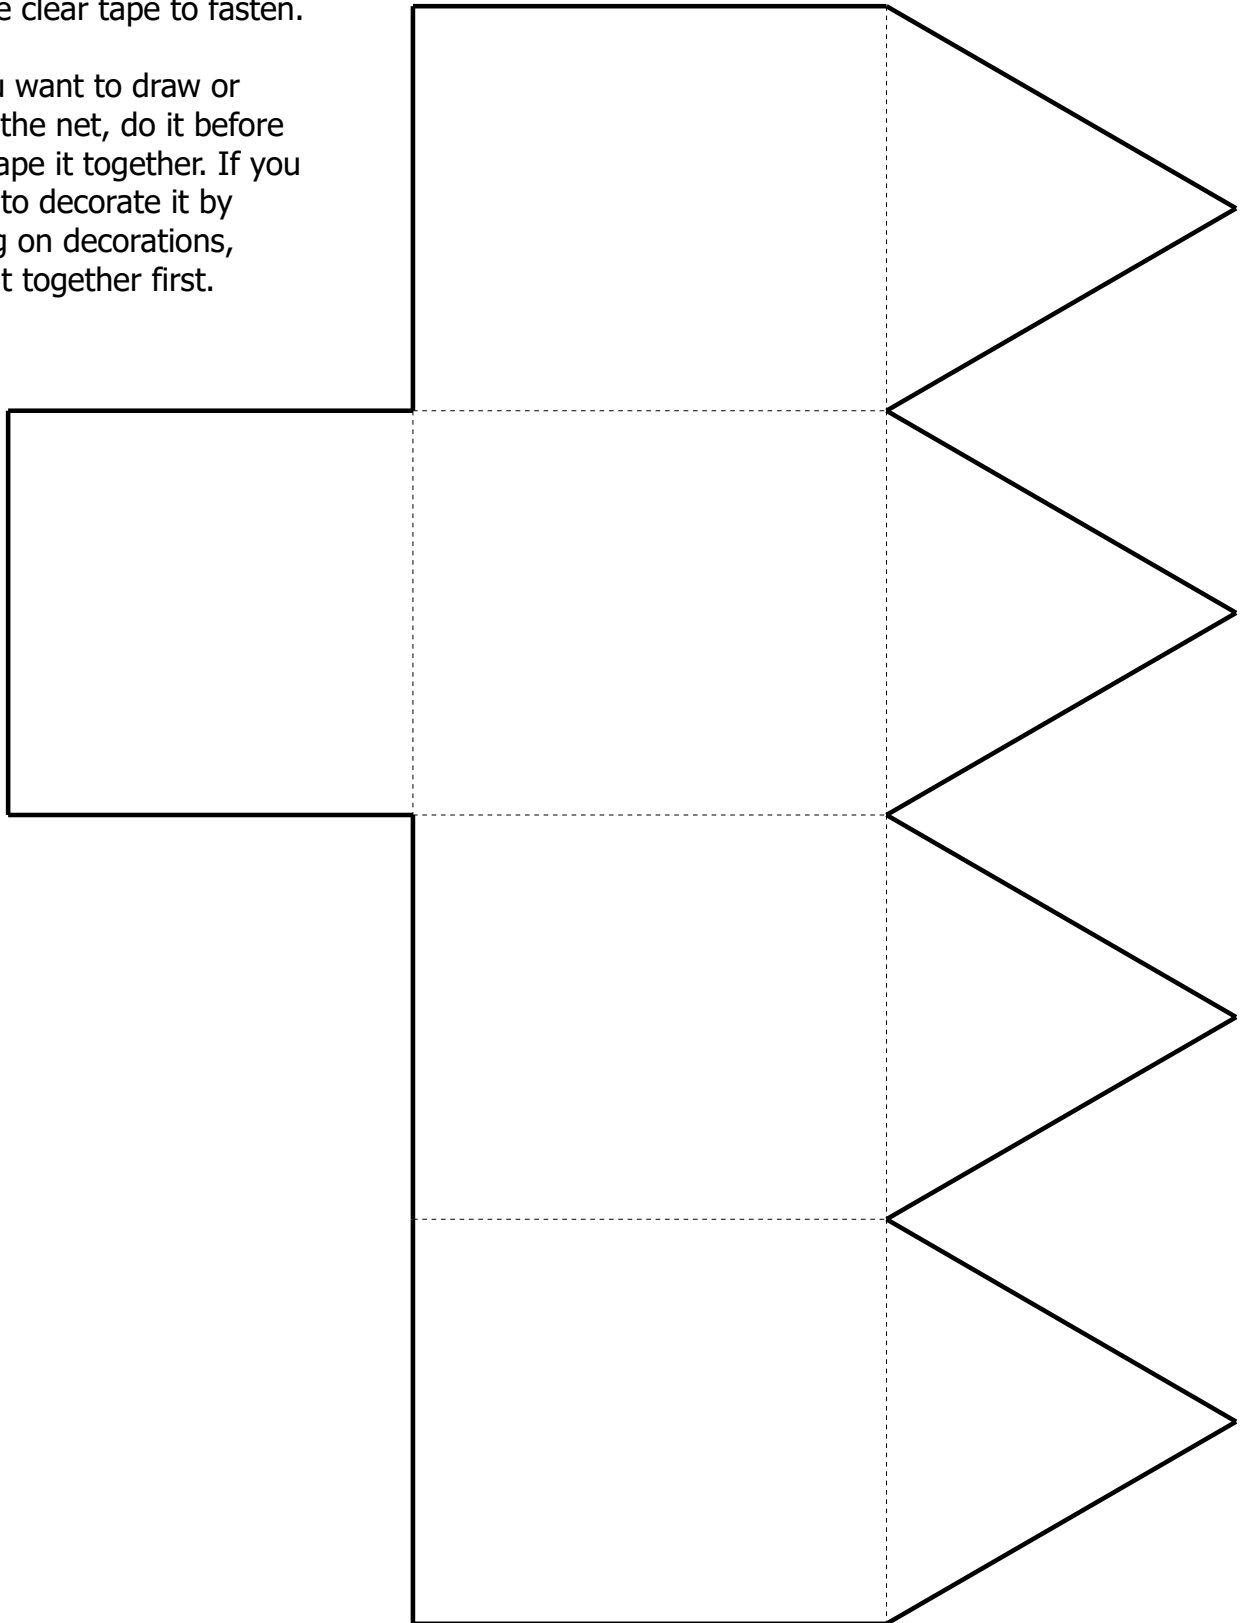 e clear tape to fasten.
u want to draw or
the net, do it before
ape it together. If you
to decorate it by
g on decorations,
t together first.